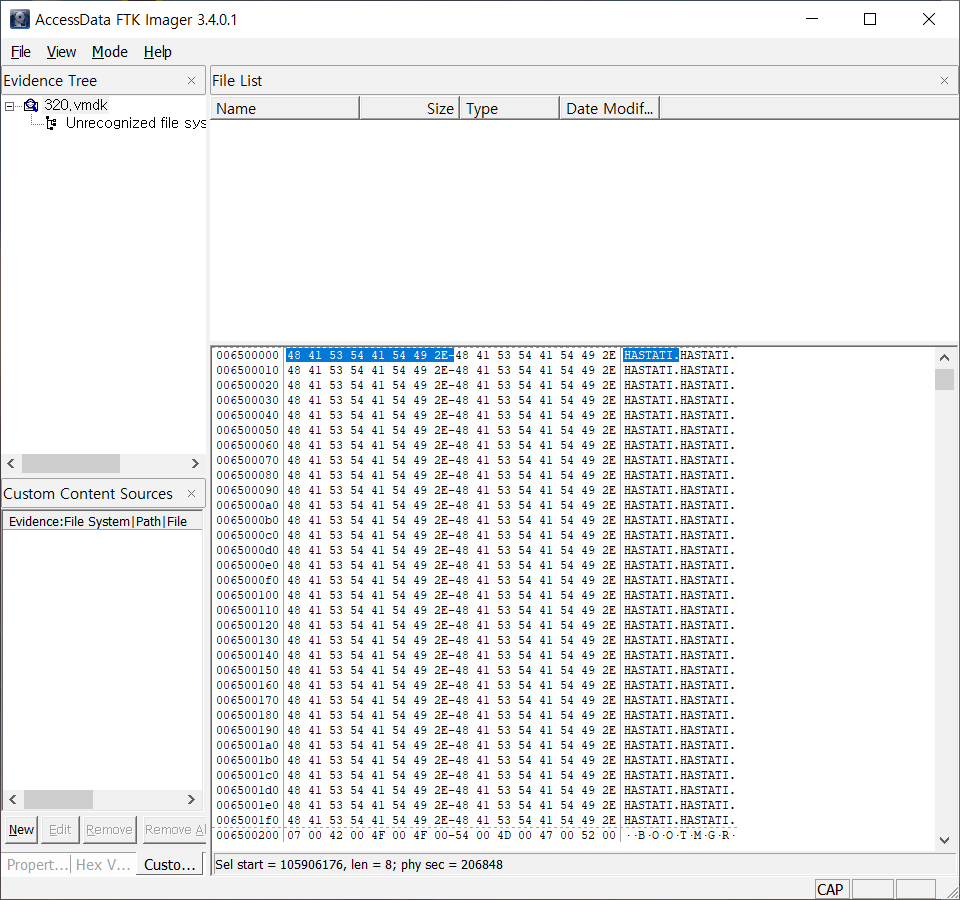 AccessData FTK Imager 3.4.0.1
File View Mode Help
Evidence Tree
320.vmdk
Unrecognized file sys
File List
Name Size Type Date Modif...
Custom Content Sources
Evidence:File System|Path|File
New Edit Remove Remove Al
Propert... Hex V... Custo...
006500000 48 41 53 54 41 54 49 2E-48 41 53 54 41 54 49 2E HASTATI.HASTATI.
006500010 48 41 53 54 41 54 49 2E-48 41 53 54 41 54 49 2E HASTATI.HASTATI.
006500020 48 41 53 54 41 54 49 2E-48 41 53 54 41 54 49 2E HASTATI.HASTATI.
006500030 48 41 53 54 41 54 49 2E-48 41 53 54 41 54 49 2E HASTATI.HASTATI.
006500040 48 41 53 54 41 54 49 2E-48 41 53 54 41 54 49 2E HASTATI.HASTATI.
006500050 48 41 53 54 41 54 49 2E-48 41 53 54 41 54 49 2E HASTATI.HASTATI.
006500060 48 41 53 54 41 54 49 2E-48 41 53 54 41 54 49 2E HASTATI.HASTATI.
006500070 48 41 53 54 41 54 49 2E-48 41 53 54 41 54 49 2E HASTATI.HASTATI.
006500080 48 41 53 54 41 54 49 2E-48 41 53 54 41 54 49 2E HASTATI.HASTATI.
006500090 48 41 53 54 41 54 49 2E-48 41 53 54 41 54 49 2E HASTATI.HASTATI.
0065000a0 48 41 53 54 41 54 49 2E-48 41 53 54 41 54 49 2E HASTATI.HASTATI.
0065000b0 48 41 53 54 41 54 49 2E-48 41 53 54 41 54 49 2E HASTATI.HASTATI.
0065000c0 48 41 53 54 41 54 49 2E-48 41 53 54 41 54 49 2E HASTATI.HASTATI.
0065000d0 48 41 53 54 41 54 49 2E-48 41 53 54 41 54 49 2E HASTATI.HASTATI.
0065000e0 48 41 53 54 41 54 49 2E-48 41 53 54 41 54 49 2E HASTATI.HASTATI.
0065000f0 48 41 53 54 41 54 49 2E-48 41 53 54 41 54 49 2E HASTATI.HASTATI.
006500100 48 41 53 54 41 54 49 2E-48 41 53 54 41 54 49 2E HASTATI.HASTATI.
006500110 48 41 53 54 41 54 49 2E-48 41 53 54 41 54 49 2E HASTATI.HASTATI.
006500120 48 41 53 54 41 54 49 2E-48 41 53 54 41 54 49 2E HASTATI.HASTATI.
006500130 48 41 53 54 41 54 49 2E-48 41 53 54 41 54 49 2E HASTATI.HASTATI.
006500140 48 41 53 54 41 54 49 2E-48 41 53 54 41 54 49 2E HASTATI.HASTATI.
006500150 48 41 53 54 41 54 49 2E-48 41 53 54 41 54 49 2E HASTATI.HASTATI.
006500160 48 41 53 54 41 54 49 2E-48 41 53 54 41 54 49 2E HASTATI.HASTATI.
006500170 48 41 53 54 41 54 49 2E-48 41 53 54 41 54 49 2E HASTATI.HASTATI.
006500180 48 41 53 54 41 54 49 2E-48 41 53 54 41 54 49 2E HASTATI.HASTATI.
006500190 48 41 53 54 41 54 49 2E-48 41 53 54 41 54 49 2E HASTATI.HASTATI.
0065001a0 48 41 53 54 41 54 49 2E-48 41 53 54 41 54 49 2E HASTATI.HASTATI.
0065001b0 48 41 53 54 41 54 49 2E-48 41 53 54 41 54 49 2E HASTATI.HASTATI.
0065001c0 48 41 53 54 41 54 49 2E-48 41 53 54 41 54 49 2E HASTATI.HASTATI.
0065001d0 48 41 53 54 41 54 49 2E-48 41 53 54 41 54 49 2E HASTATI.HASTATI.
0065001e0 48 41 53 54 41 54 49 2E-48 41 53 54 41 54 49 2E HASTATI.HASTATI.
0065001f0 48 41 53 54 41 54 49 2E-48 41 53 54 41 54 49 2E HASTATI.HASTATI.
006500200 07 00 42 00 4F 00 4F 00-54 00 4D 00 47 00 52 00 ··B·O·O·T·M·G·R·
Sel start = 105906176, len = 8; phy sec = 206848
CAP